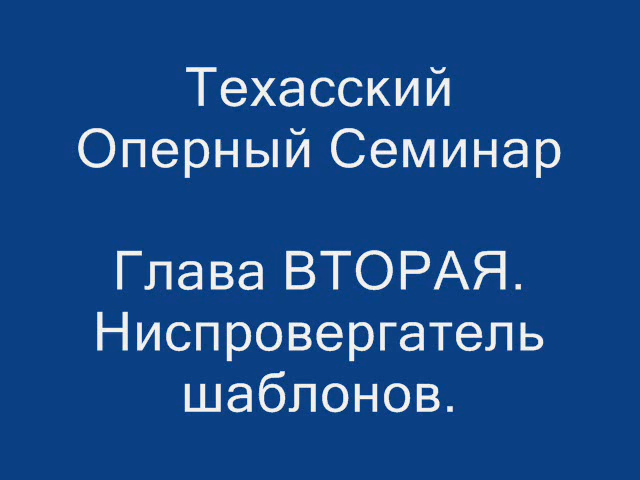 Техасский
Оперный Семинар
Глава ВТОРАЯ.
Ниспровергатель
шаблонов.